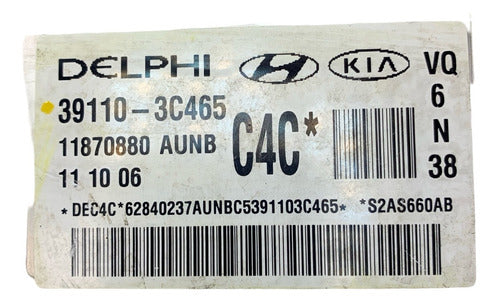 DELPHI KIA VQ
39110-3C465 C4C* 6
11870880 AUNB N
11 10 06 38
*DEC4C*62840237AUNBC5391103C465* *S2AS660AB